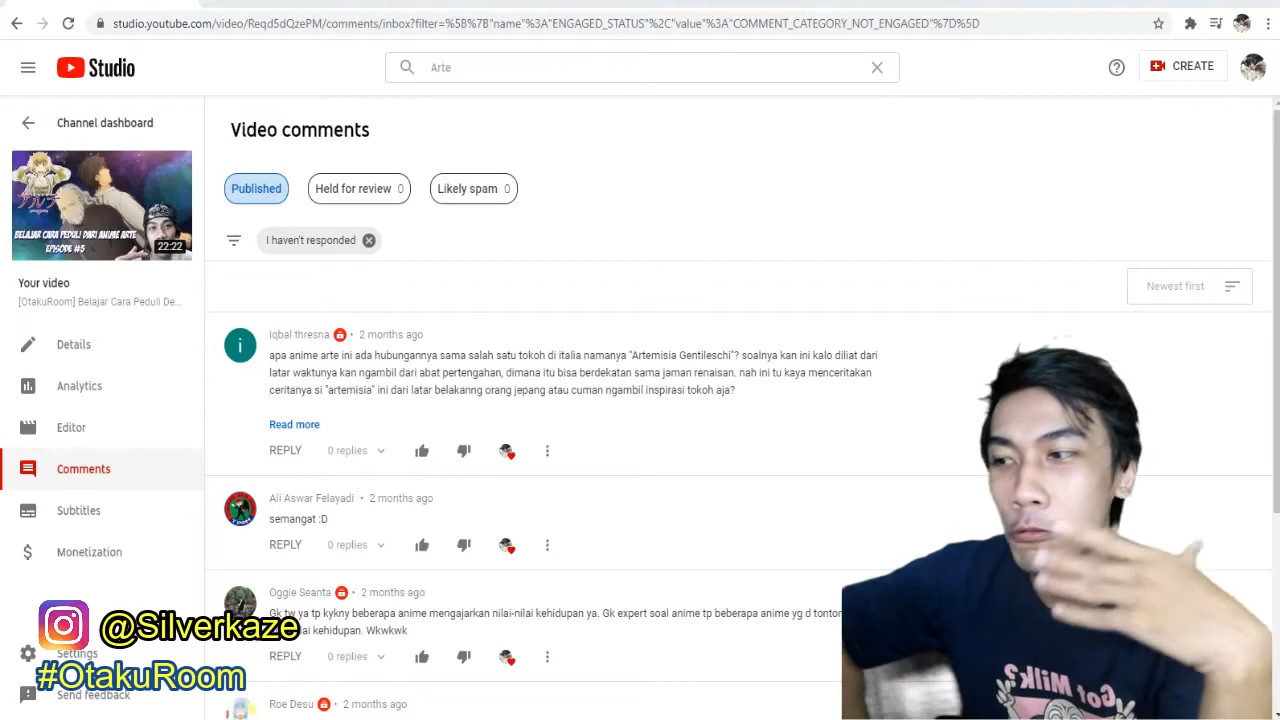 studio.youtube.com/video/Reqd5dQzePM/comments/inbox?filter=%5B%7B"name"%3A"ENGAGED_STATUS"%2C"value"%3A"COMMENT_CATEGORY_NOT_ENGAGED"%7D%5D
Studio
Arte
CREATE
Channel dashboard
BELAJAR CARA PEDULI DARI ANIME ARTE
EPISODE #5
22:22
Your video
[OtakuRoom] Belajar Cara Peduli De...
Details
Analytics
Editor
Comments
Subtitles
Monetization
Settings
Send feedback
@Silverkaze
#OtakuRoom
Video comments
Published
Held for review 0
Likely spam 0
I haven't responded
Newest first
i
iqbal thresna • 2 months ago
apa anime arte ini ada hubungannya sama salah satu tokoh di italia namanya "Artemisia Gentileschi"? soalnya kan ini kalo diliat dari
latar waktunya kan ngambil dari abat pertengahan, dimana itu bisa berdekatan sama jaman renaisan. nah ini tu kaya menceritakan
ceritanya si "artemisia" ini dari latar belakanng orang jepang atau cuman ngambil inspirasi tokoh aja?
Read more
REPLY 0 replies
Ali Aswar Felayadi • 2 months ago
semangat :D
REPLY 0 replies
Oggie Seanta • 2 months ago
Gk tw ya tp kykny beberapa anime mengajarkan nilai-nilai kehidupan ya. Gk expert soal anime tp beberapa anime yg d tonton
kehidupan. Wkwkwk
REPLY 0 replies
Roe Desu • 2 months ago
Got Milk?